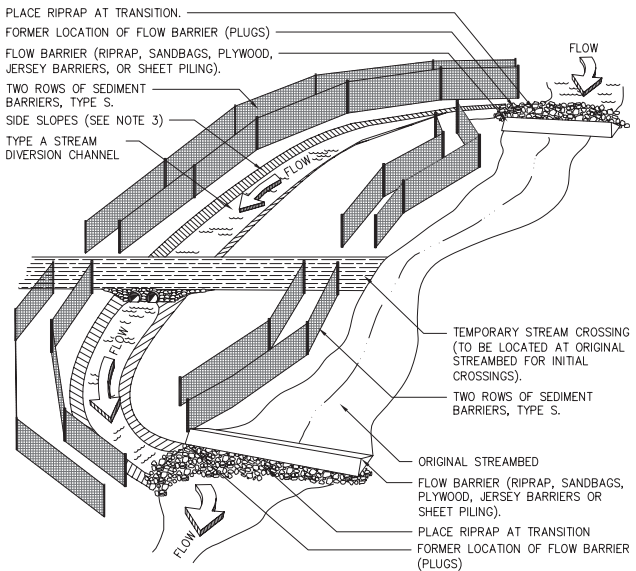 PLACE RIPRAP AT TRANSITION.
FORMER LOCATION OF FLOW BARRIER (PLUGS)
FLOW BARRIER (RIPRAP, SANDBAGS, PLYWOOD,
JERSEY BARRIERS, OR SHEET PILING).
TWO ROWS OF SEDIMENT
BARRIERS, TYPE S.
SIDE SLOPES (SEE NOTE 3)
TYPE A STREAM
DIVERSION CHANNEL
FLOW
FLOW
FLOW
TEMPORARY STREAM CROSSING
(TO BE LOCATED AT ORIGINAL
STREAMBED FOR INITIAL
CROSSINGS).
TWO ROWS OF SEDIMENT
BARRIERS, TYPE S.
ORIGINAL STREAMBED
FLOW BARRIER (RIPRAP, SANDBAGS,
PLYWOOD, JERSEY BARRIERS OR
SHEET PILING).
PLACE RIPRAP AT TRANSITION
FORMER LOCATION OF FLOW BARRIER
(PLUGS)
FLOW